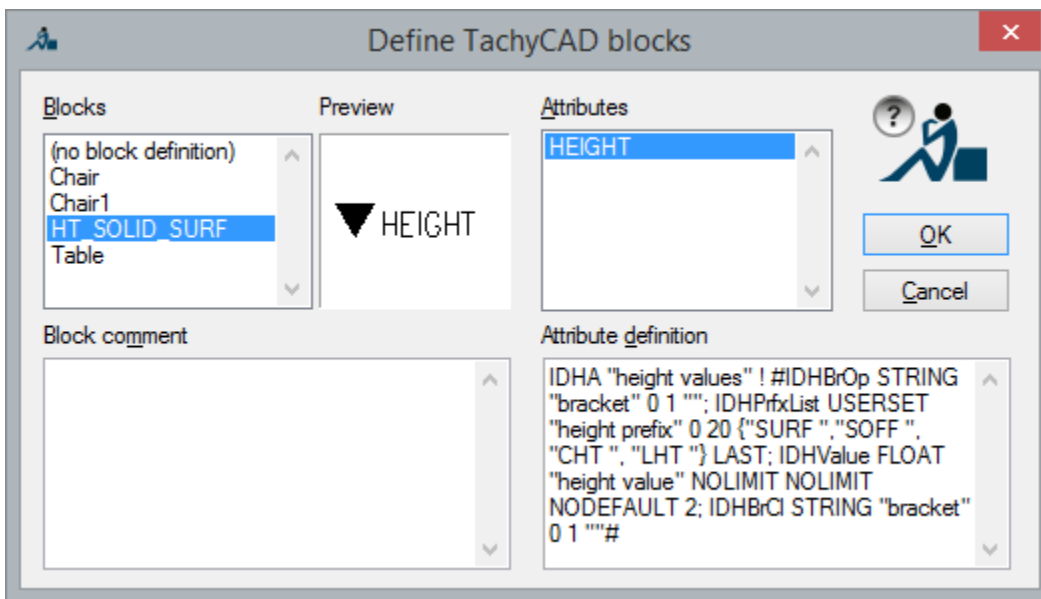 Define TachyCAD blocks
×
Blocks
Preview
Attributes
(no block definition)
Chair
Chair1
HT_SOLID_SURF
Table
HEIGHT
HEIGHT
?
OK
Cancel
Block comment
Attribute definition
IDHA "height values" ! #IDHBrOp STRING
"bracket" 0 1 ""; IDHPrfxList USERSET
"height prefix" 0 20 {"SURF ","SOFF ",
"CHT ", "LHT "} LAST; IDHValue FLOAT
"height value" NOLIMIT NOLIMIT
NODEFAULT 2; IDHBrCl STRING "bracket"
0 1 ""#